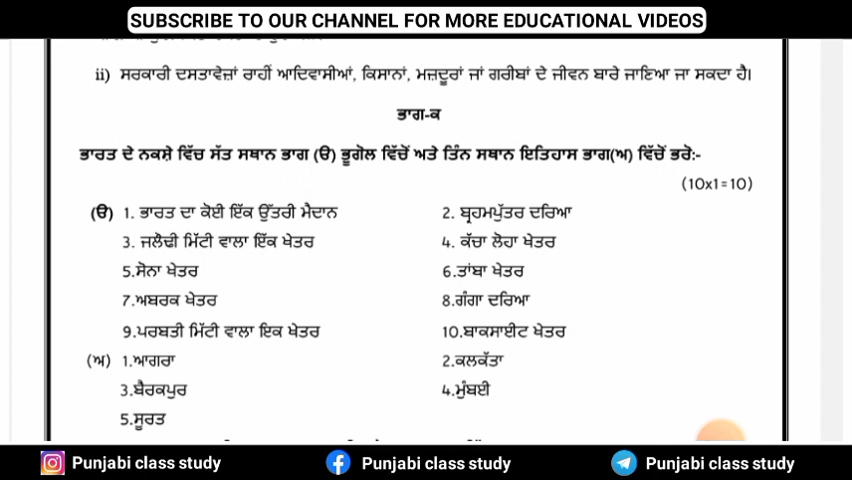 SUBSCRIBE TO OUR CHANNEL FOR MORE EDUCATIONAL VIDEOS
ii) ਸਰਕਾਰੀ ਦਸਤਾਵੇਜ਼ਾਂ ਰਾਹੀਂ ਆਦਿਵਾਸੀਆਂ, ਕਿਸਾਨਾਂ, ਮਜ਼ਦੂਰਾਂ ਜਾਂ ਗਰੀਬਾਂ ਦੇ ਜੀਵਨ ਬਾਰੇ ਜਾਣਿਆ ਜਾ ਸਕਦਾ ਹੈ।
ਭਾਗ-ਕ
ਭਾਰਤ ਦੇ ਨਕਸ਼ੇ ਵਿੱਚ ਸੱਤ ਸਥਾਨ ਭਾਗ (ੳ) ਭੂਗੋਲ ਵਿੱਚੋਂ ਅਤੇ ਤਿੰਨ ਸਥਾਨ ਇਤਿਹਾਸ ਭਾਗ(ਅ) ਵਿੱਚੋਂ ਭਰੋ:-
(10x1=10)
(ੳ) 1. ਭਾਰਤ ਦਾ ਕੋਈ ਇੱਕ ਉੱਤਰੀ ਮੈਦਾਨ 2. ਬ੍ਰਹਮਪੁੱਤਰ ਦਰਿਆ
3. ਜਲੋਢੀ ਮਿੱਟੀ ਵਾਲਾ ਇੱਕ ਖੇਤਰ 4. ਕੱਚਾ ਲੋਹਾ ਖੇਤਰ
5.ਸੋਨਾ ਖੇਤਰ 6.ਤਾਂਬਾ ਖੇਤਰ
7.ਅਬਰਕ ਖੇਤਰ 8.ਗੰਗਾ ਦਰਿਆ
9.ਪਰਬਤੀ ਮਿੱਟੀ ਵਾਲਾ ਇਕ ਖੇਤਰ 10.ਬਾਕਸਾਈਟ ਖੇਤਰ
(ਅ) 1.ਆਗਰਾ 2.ਕਲਕੱਤਾ
3.ਬੈਰਕਪੁਰ 4.ਮੁੰਬਈ
5.ਸੂਰਤ
Punjabi class study Punjabi class study Punjabi class study